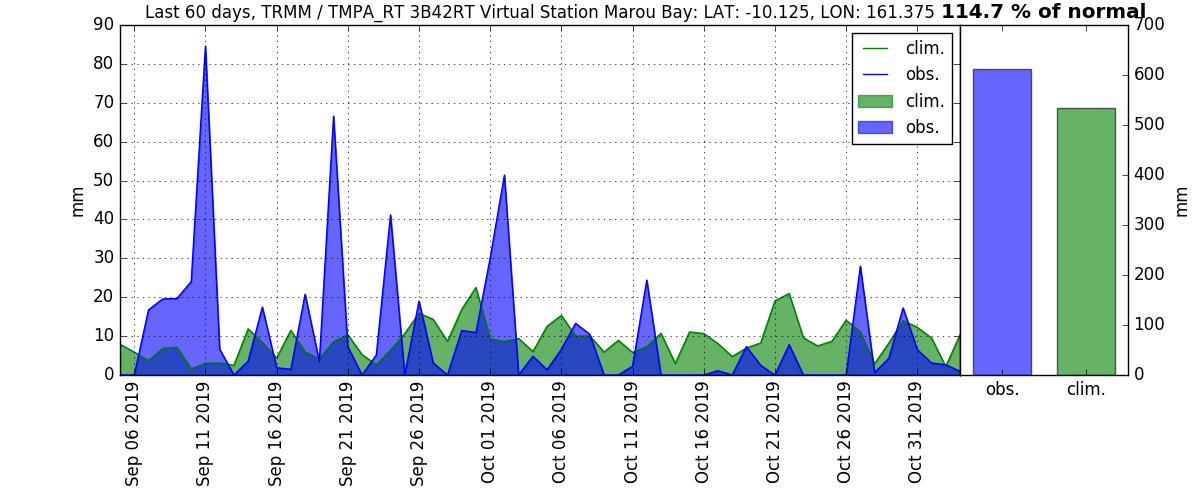 Last 60 days, TRMM / TMPA_RT 3B42RT Virtual Station Marou Bay: LAT: -10.125, LON: 161.375 114.7 % of normal
90
80
70
60
50
40
30
20
10
0
mm
clim.
obs.
clim.
obs.
700
600
500
400
300
200
100
0
mm
obs. clim.
Sep 06 2019
Sep 11 2019
Sep 16 2019
Sep 21 2019
Sep 26 2019
Oct 01 2019
Oct 06 2019
Oct 11 2019
Oct 16 2019
Oct 21 2019
Oct 26 2019
Oct 31 2019